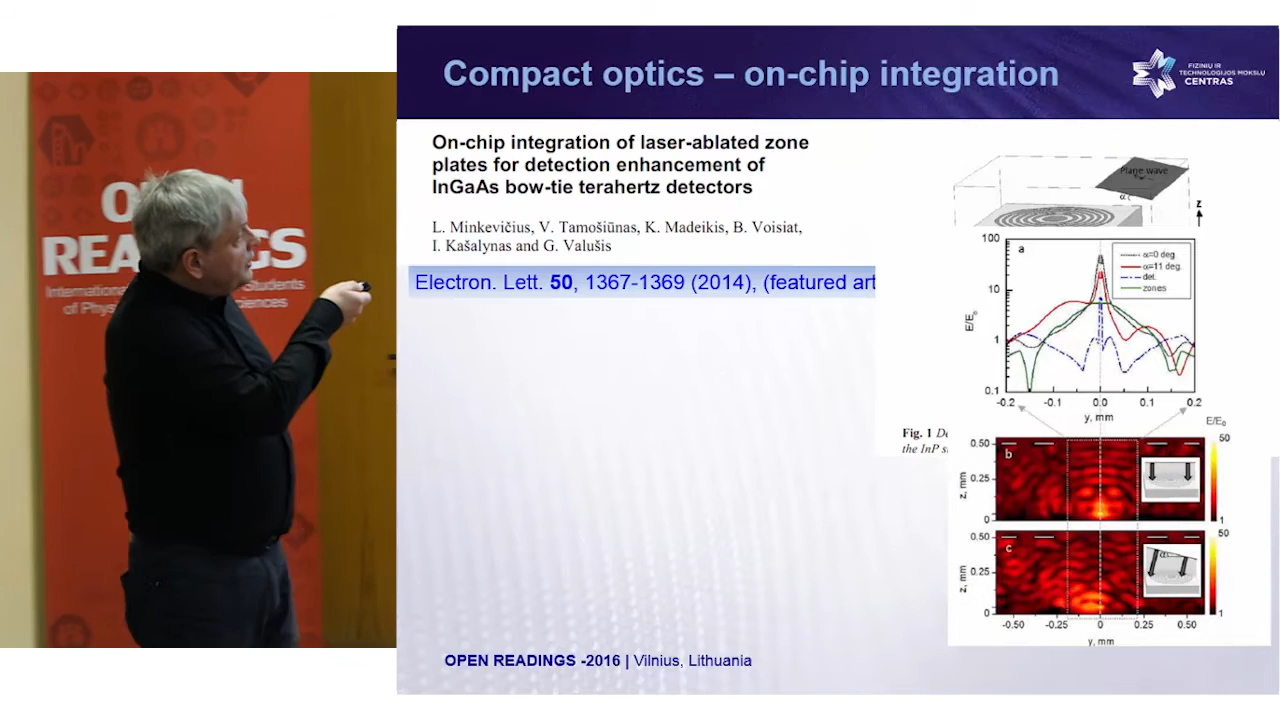 Compact optics – on-chip integration
FIZINIŲ IR
TECHNOLOGIJOS MOKSLŲ
CENTRAS
On-chip integration of laser-ablated zone
plates for detection enhancement of
InGaAs bow-tie terahertz detectors
L. Minkevičius, V. Tamošiūnas, K. Madeikis, B. Voisiat,
I. Kašalynas and G. Valušis
Electron. Lett. 50, 1367-1369 (2014), (featured art
OPEN READINGS -2016 | Vilnius, Lithuania
Plane wave
α
z
a
α=0 deg.
α=11 deg.
det.
zones
E/E₀
100
10
1
0.1
-0.2 -0.1 0.0 0.1 0.2
y, mm
Fig. 1
the InP
E/E₀
b
z, mm
0.50
0.25
0
50
1
c
z, mm
0.50
0.25
0
α
50
1
-0.50 -0.25 0 0.25 0.50
y, mm
OPEN
READINGS